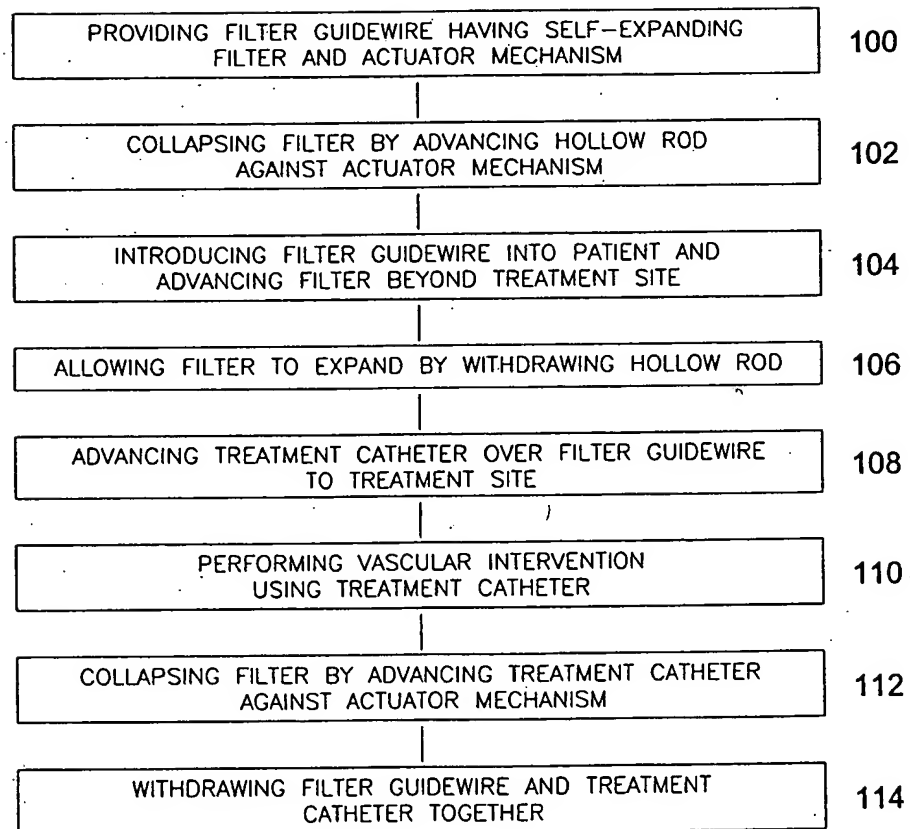 PROVIDING FILTER GUIDEWIRE HAVING SELF-EXPANDING
FILTER AND ACTUATOR MECHANISM
100
COLLAPSING FILTER BY ADVANCING HOLLOW ROD
AGAINST ACTUATOR MECHANISM
102
INTRODUCING FILTER GUIDEWIRE INTO PATIENT AND
ADVANCING FILTER BEYOND TREATMENT SITE
104
ALLOWING FILTER TO EXPAND BY WITHDRAWING HOLLOW ROD
106
ADVANCING TREATMENT CATHETER OVER FILTER GUIDEWIRE
TO TREATMENT SITE
108
PERFORMING VASCULAR INTERVENTION
USING TREATMENT CATHETER
110
COLLAPSING FILTER BY ADVANCING TREATMENT CATHETER
AGAINST ACTUATOR MECHANISM
112
WITHDRAWING FILTER GUIDEWIRE AND TREATMENT
CATHETER TOGETHER
114